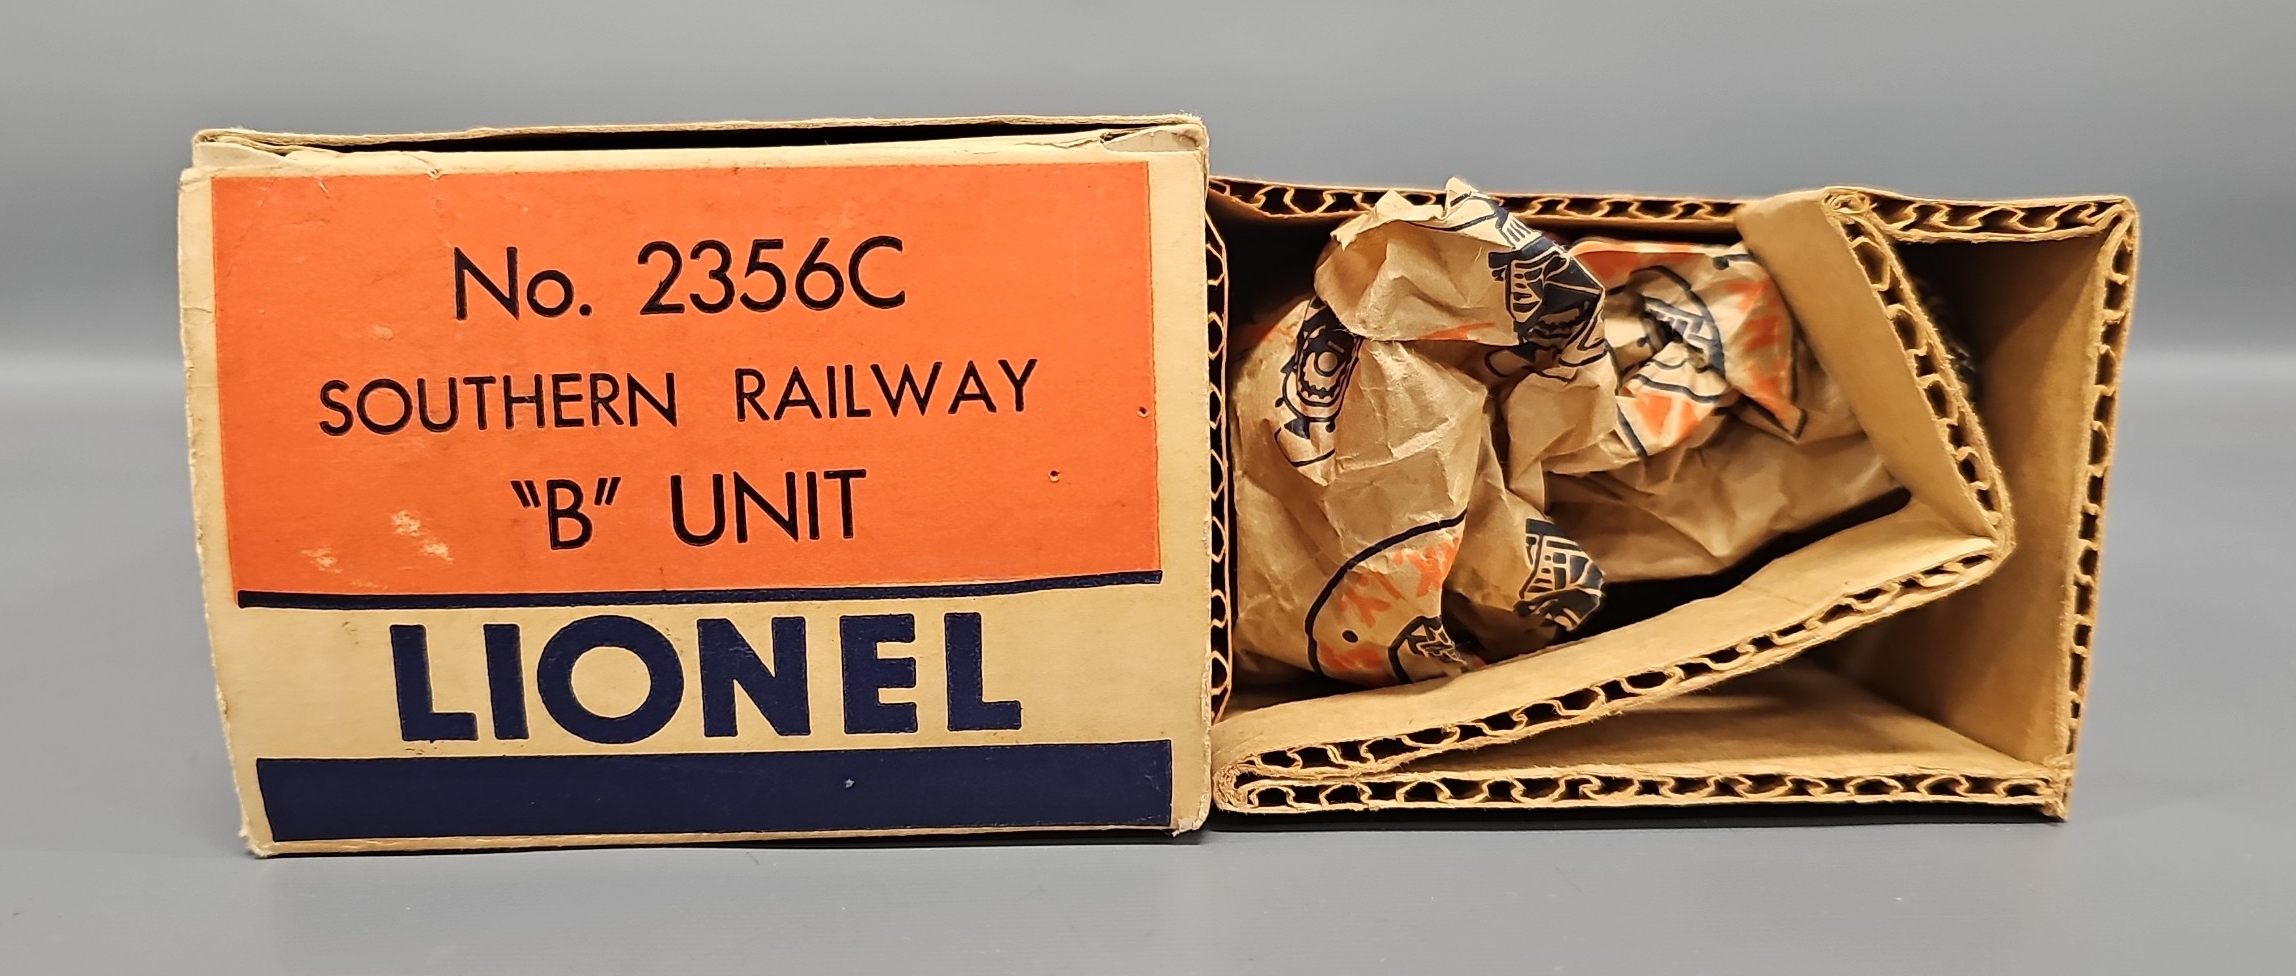 No. 2356C
SOUTHERN RAILWAY
"B" UNIT
LIONEL